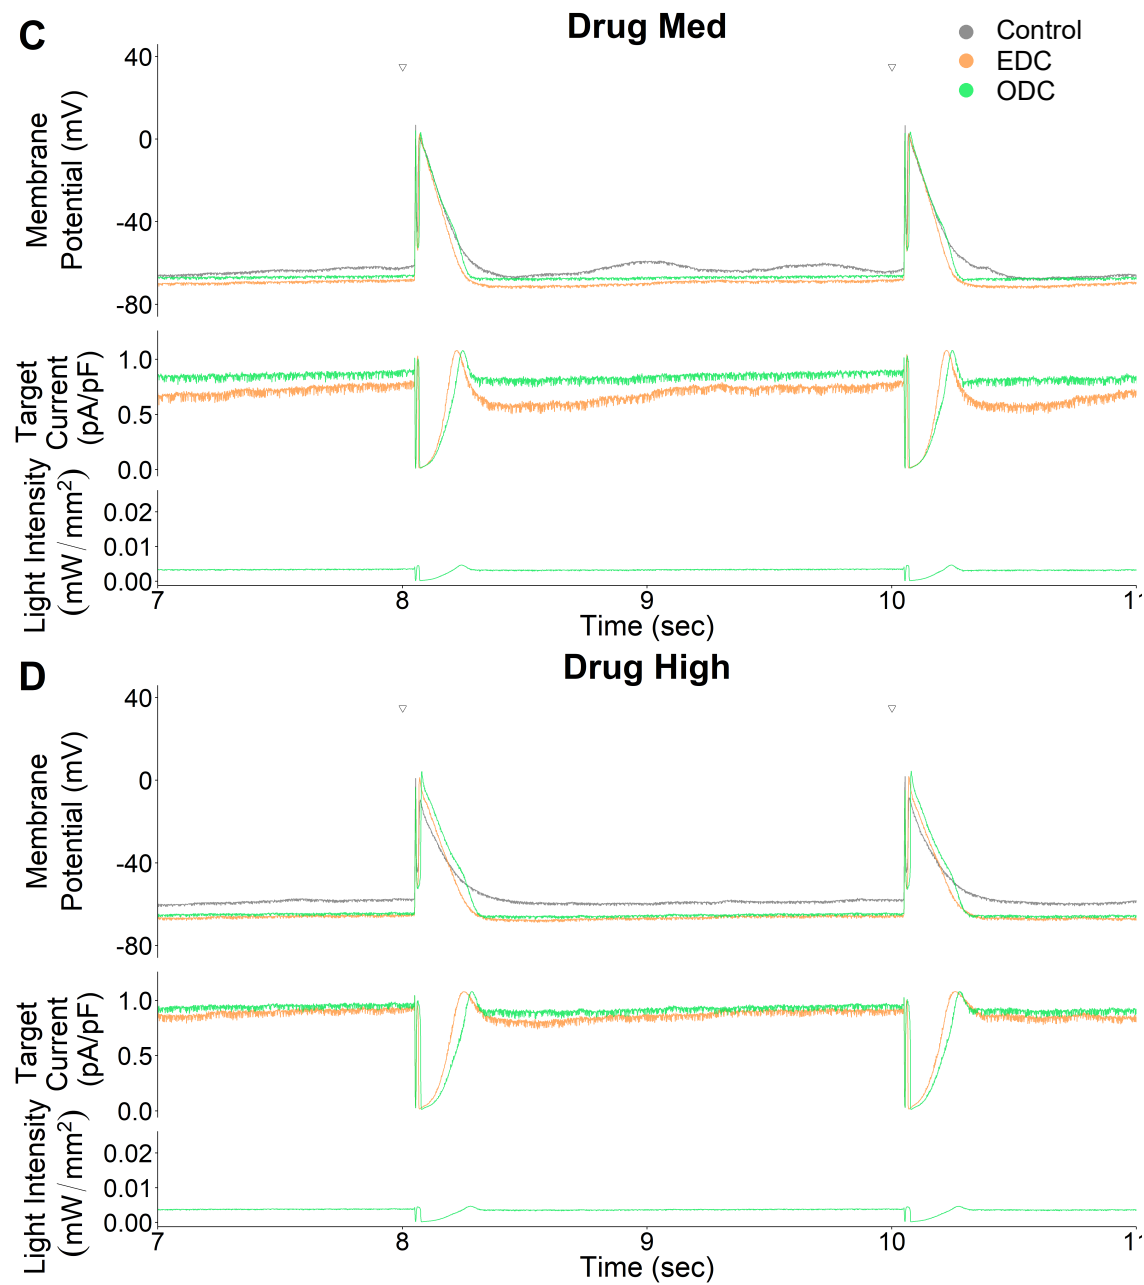 C
Drug Med
Control
EDC
ODC
Membrane
Potential (mV)
40
0
-40
-80
Target
Current
(pA/pF)
1.0
0.5
0.0
Light Intensity
(mW/mm²)
0.02
0.01
0.00
7 8 9 10 11
Time (sec)
D
Drug High
Membrane
Potential (mV)
40
0
-40
-80
Target
Current
(pA/pF)
1.0
0.5
0.0
Light Intensity
(mW/mm²)
0.02
0.01
0.00
7 8 9 10 11
Time (sec)